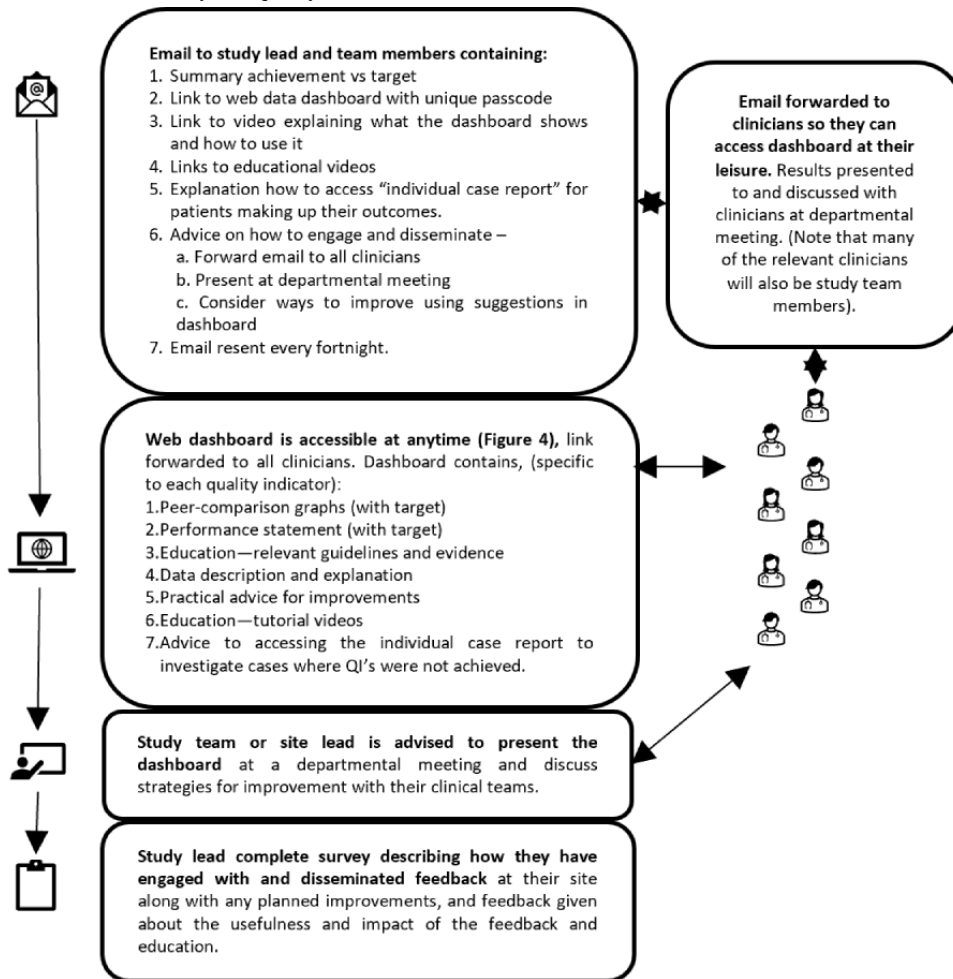 Email to study lead and team members containing:
1. Summary achievement vs target
2. Link to web data dashboard with unique passcode
3. Link to video explaining what the dashboard shows
and how to use it
4. Links to educational videos
5. Explanation how to access “individual case report” for
patients making up their outcomes.
6. Advice on how to engage and disseminate –
a. Forward email to all clinicians
b. Present at departmental meeting
c. Consider ways to improve using suggestions in
dashboard
7. Email resent every fortnight.
Email forwarded to
clinicians so they can
access dashboard at their
leisure. Results presented
to and discussed with
clinicians at departmental
meeting. (Note that many
of the relevant clinicians
will also be study team
members).
Web dashboard is accessible at anytime (Figure 4), link
forwarded to all clinicians. Dashboard contains, (specific
to each quality indicator):
1.Peer-comparison graphs (with target)
2.Performance statement (with target)
3.Education—relevant guidelines and evidence
4.Data description and explanation
5.Practical advice for improvements
6.Education—tutorial videos
7.Advice to accessing the individual case report to
investigate cases where QI’s were not achieved.
Study team or site lead is advised to present the
dashboard at a departmental meeting and discuss
strategies for improvement with their clinical teams.
Study lead complete survey describing how they have
engaged with and disseminated feedback at their site
along with any planned improvements, and feedback given
about the usefulness and impact of the feedback and
education.